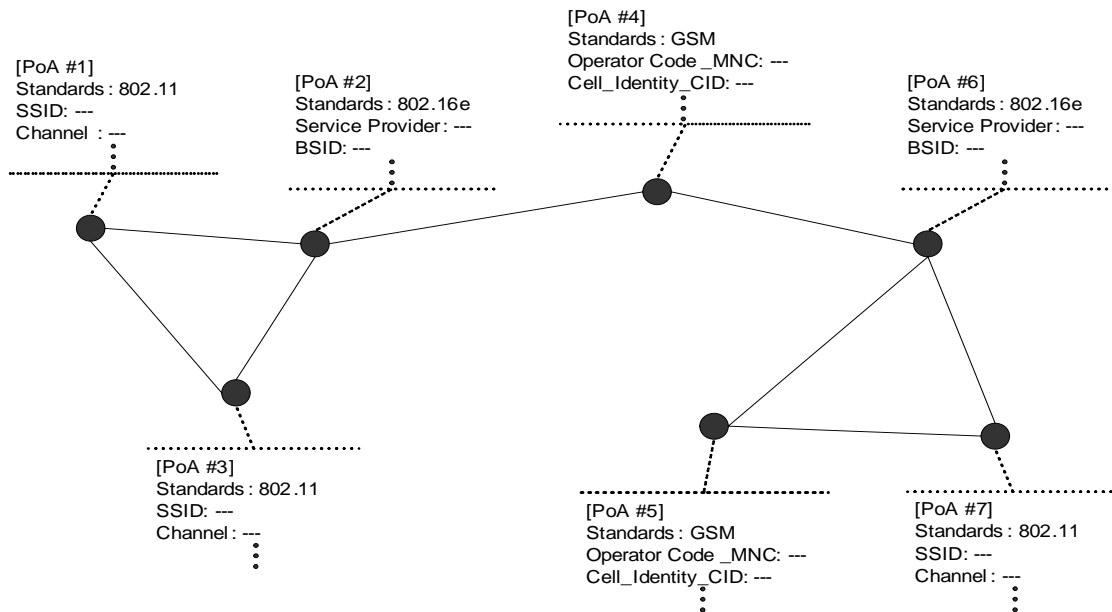 [PoA #1]
Standards : 802.11
SSID: ---
Channel : ---
[PoA #2]
Standards : 802.16e
Service Provider : ---
BSID: ---
[PoA #4]
Standards : GSM
Operator Code _MNC: ---
Cell_Identity_CID: ---
[PoA #6]
Standards : 802.16e
Service Provider : ---
BSID: ---
[PoA #3]
Standards : 802.11
SSID: ---
Channel : ---
[PoA #5]
Standards : GSM
Operator Code _MNC: ---
Cell_Identity_CID: ---
[PoA #7]
Standards : 802.11
SSID: ---
Channel : ---